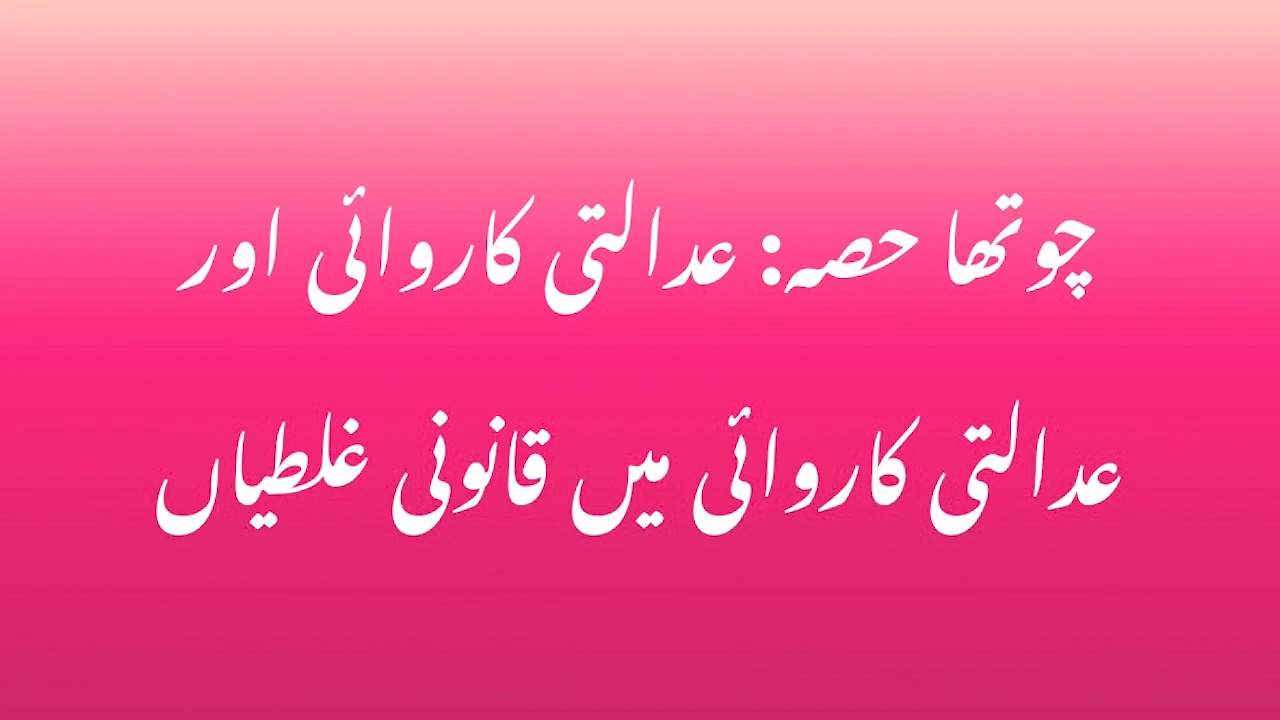 چوتھا حصہ: عدالتی کاروائی اور
عدالتی کاروائی میں قانونی غلطیاں